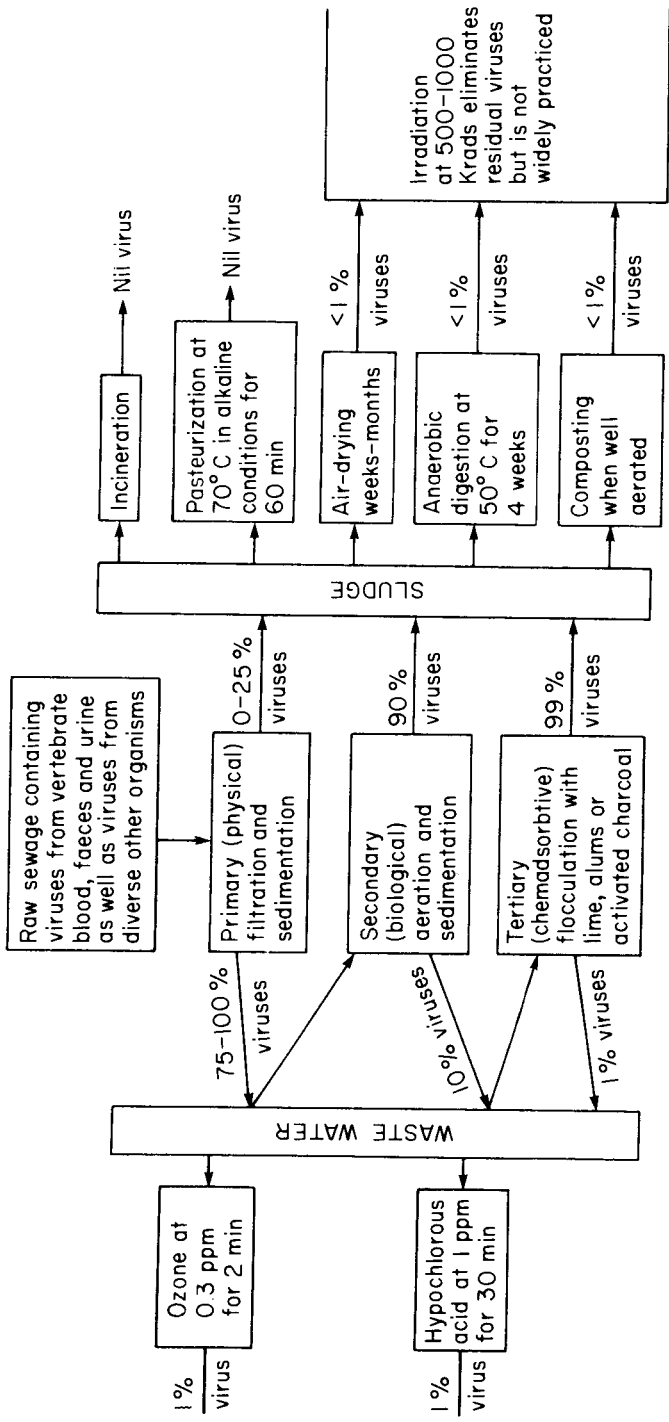 Raw sewage containing
viruses from vertebrate
blood, faeces and urine
as well as viruses from
diverse other organisms
Primary (physical)
filtration and
sedimentation
75–100%
viruses
0–25%
viruses
Secondary
(biological)
aeration and
sedimentation
10% viruses
90%
viruses
Tertiary
(chemadsorbtive)
flocculation with
lime, alums or
activated charcoal
1% viruses
99%
viruses
WASTE WATER
Ozone at
0.3 ppm
for 2 min
1%
virus
Hypochlorous
acid at 1 ppm
for 30 min
1%
virus
SLUDGE
Incineration
Nil virus
Pasteurization at
70°C in alkaline
conditions for
60 min
Nil virus
Air-drying
weeks-months
<1%
viruses
Anaerobic
digestion at
50°C for
4 weeks
<1%
viruses
Composting
when well
aerated
<1%
viruses
Irradiation
at 500–1000
Krads eliminates
residual viruses
but is not
widely practiced